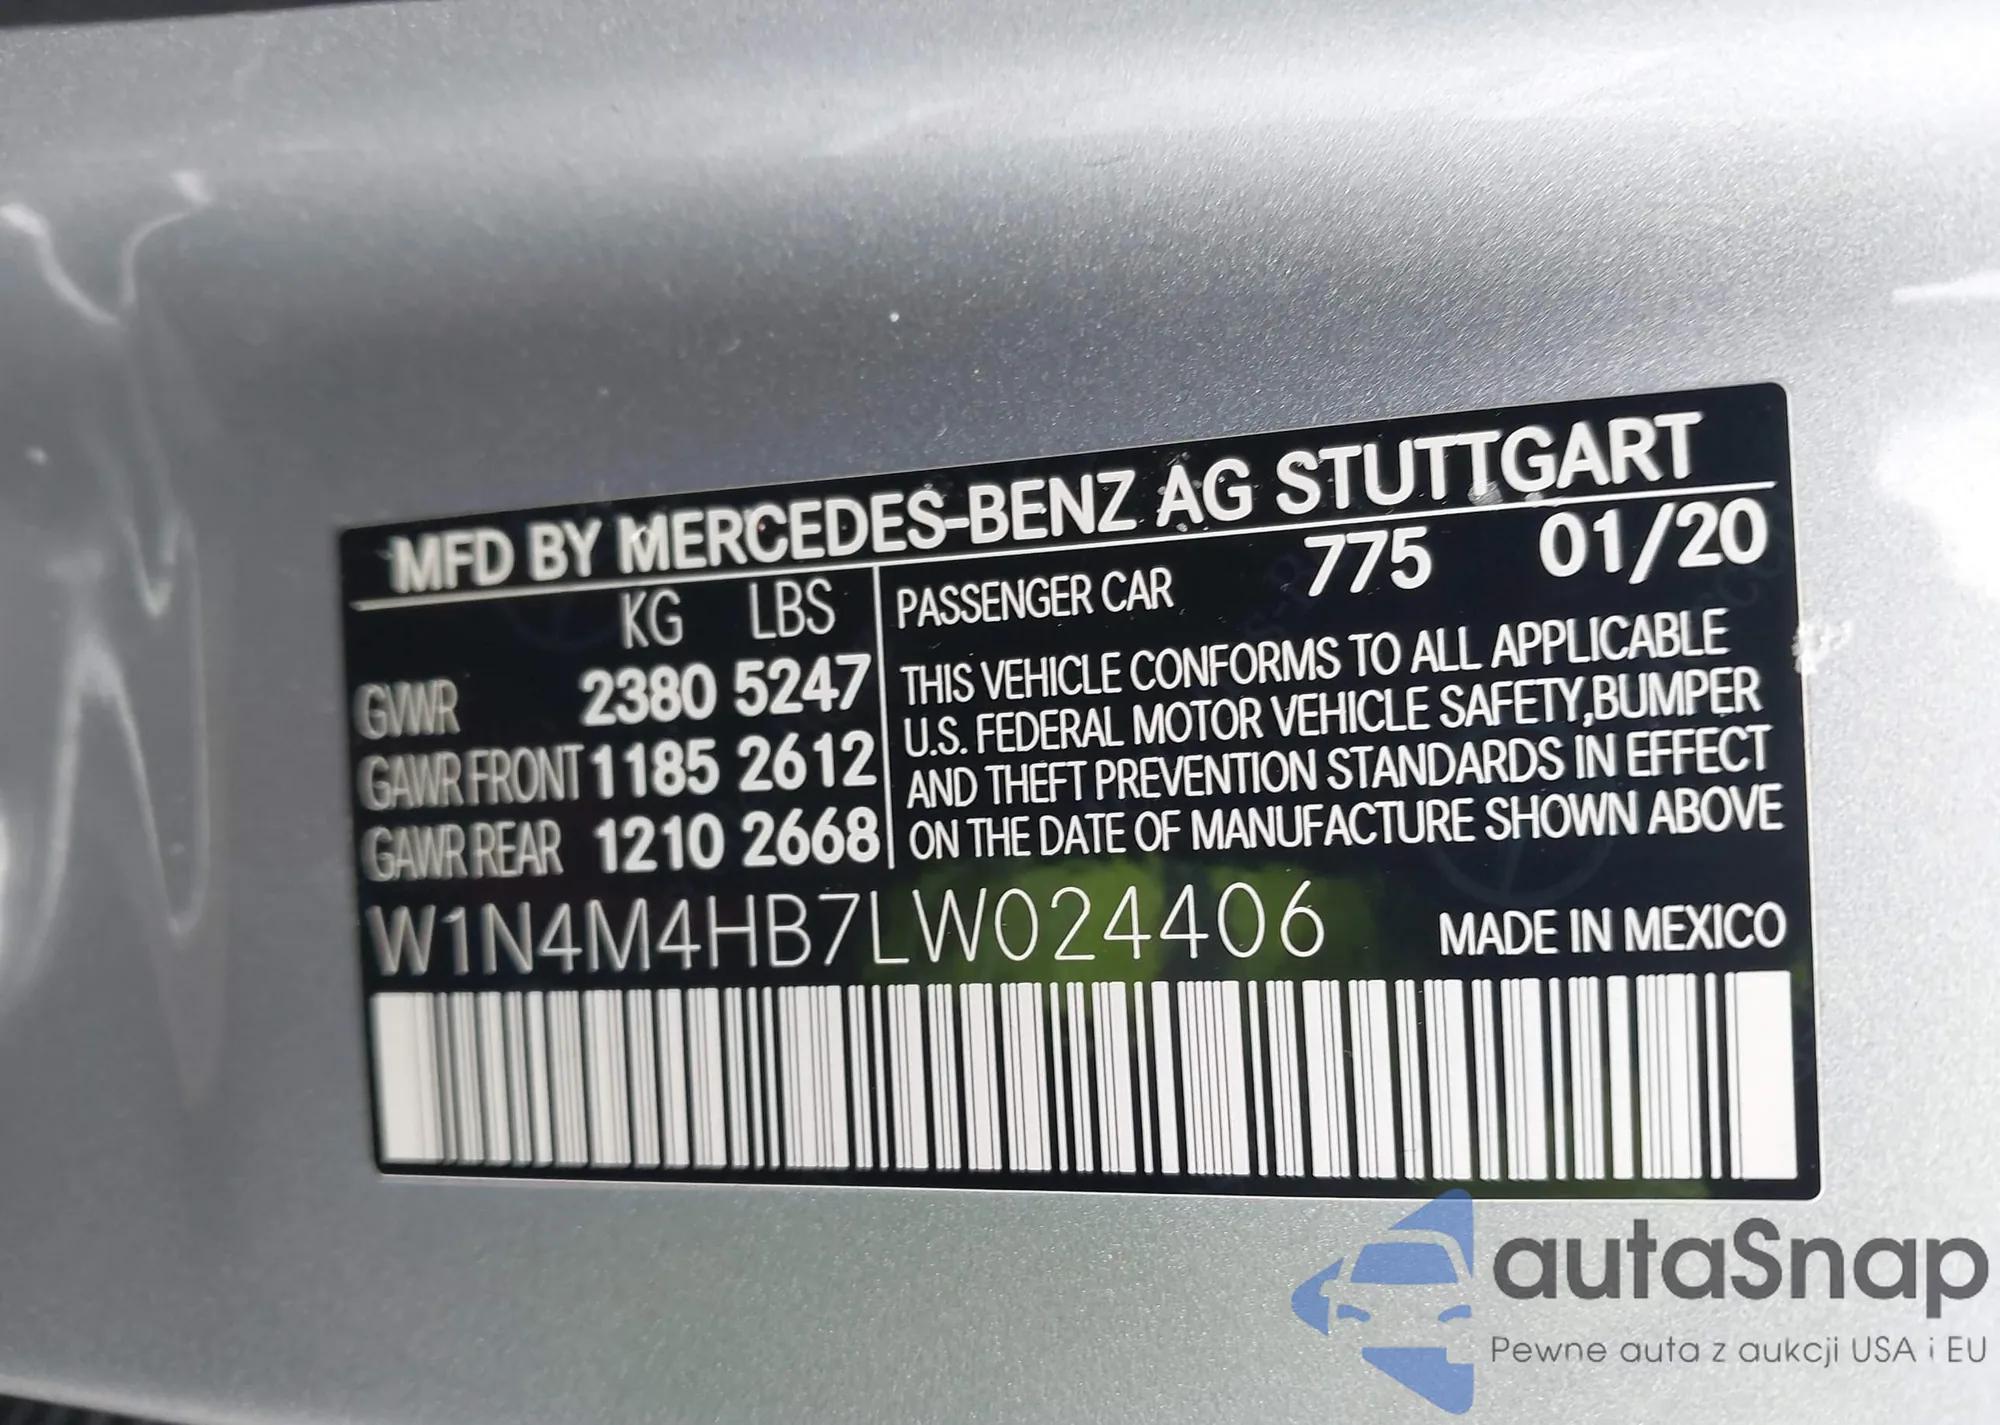 MFD BY MERCEDES-BENZ AG STUTTGART
KG LBS
GVWR 2380 5247
GAWR FRONT 1185 2612
GAWR REAR 1210 2668
PASSENGER CAR 775 01/20
THIS VEHICLE CONFORMS TO ALL APPLICABLE
U.S. FEDERAL MOTOR VEHICLE SAFETY,BUMPER
AND THEFT PREVENTION STANDARDS IN EFFECT
ON THE DATE OF MANUFACTURE SHOWN ABOVE
W1N4M4HB7LW024406 MADE IN MEXICO
autaSnap
Pewne auta z aukcji USA i EU